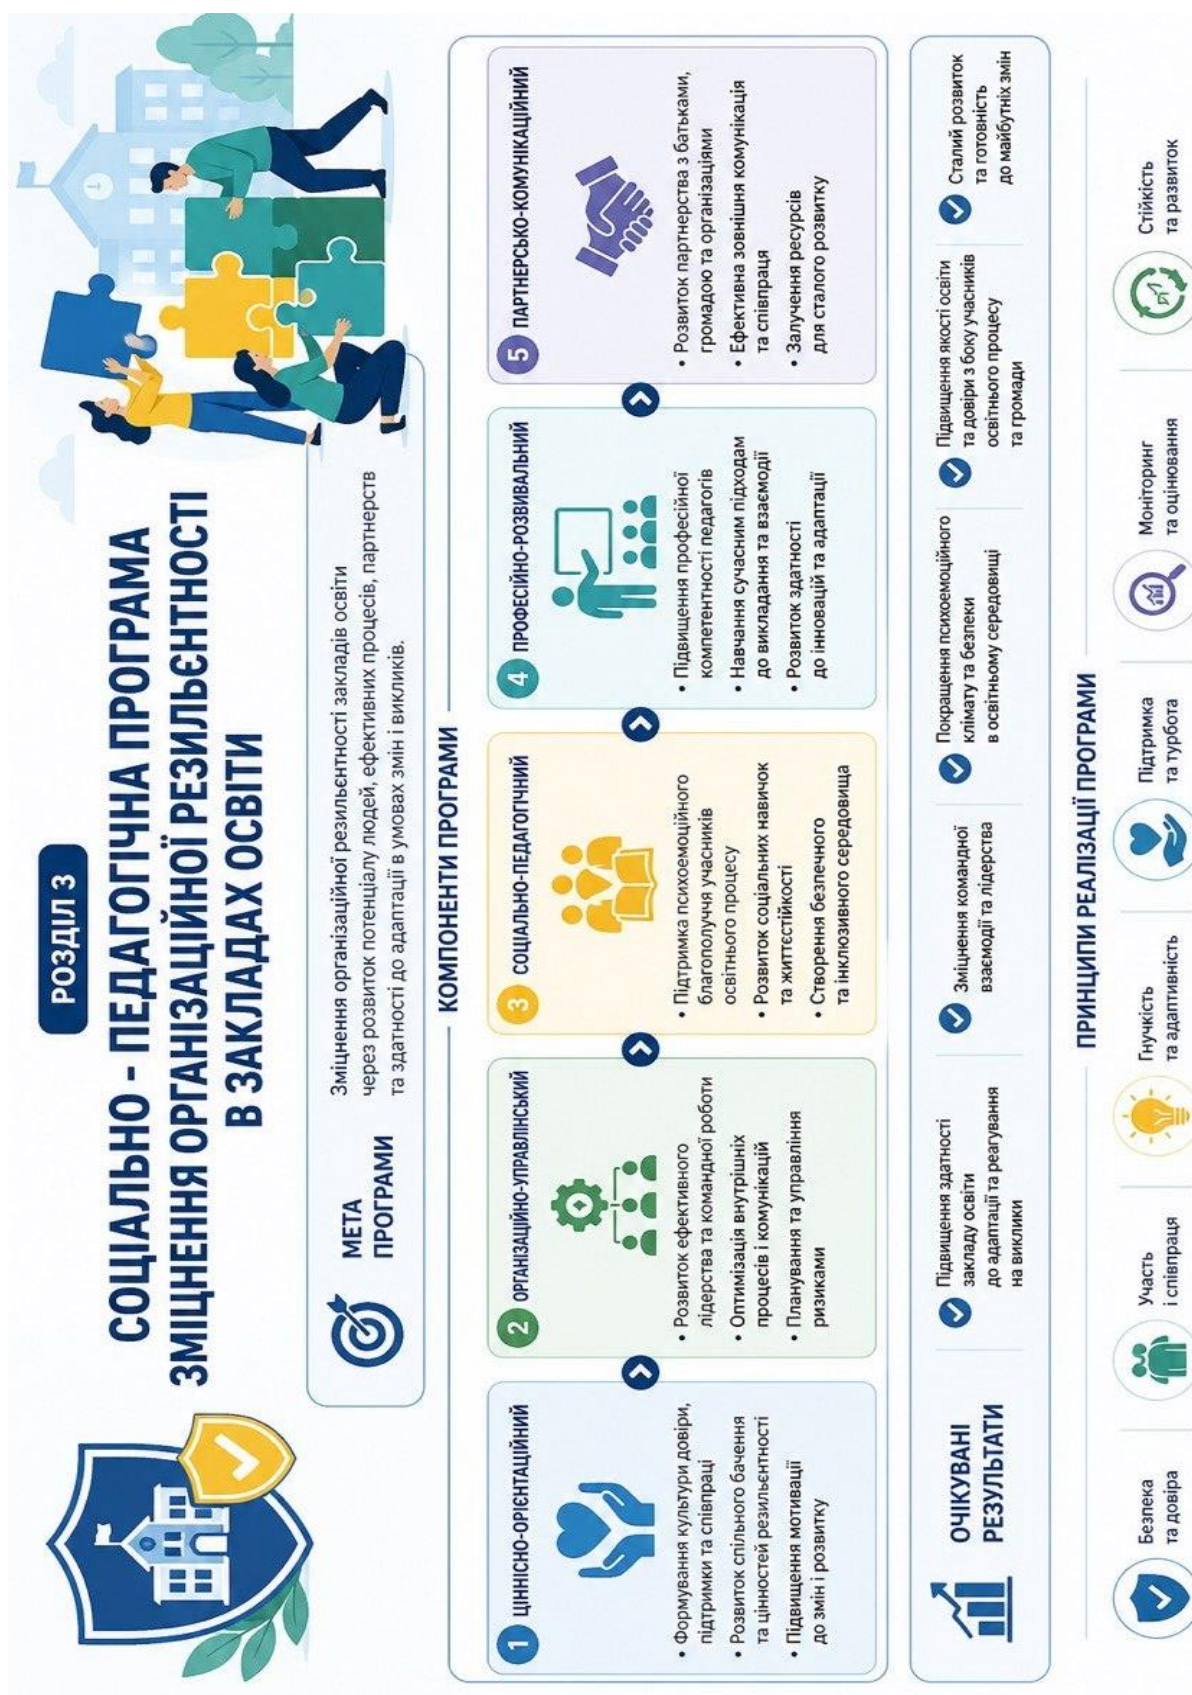 РОЗДІЛ 3
СОЦІАЛЬНО - ПЕДАГОГІЧНА ПРОГРАМА
ЗМІЦНЕННЯ ОРГАНІЗАЦІЙНОЇ РЕЗИЛЬЄНТНОСТІ
В ЗАКЛАДАХ ОСВІТИ
МЕТА
ПРОГРАМИ
Зміцнення організаційної резильєнтності закладів освіти
через розвиток потенціалу людей, ефективних процесів, партнерств
та здатності до адаптації в умовах змін і викликів.
КОМПОНЕНТИ ПРОГРАМИ
1 ЦІННІСНО-ОРІЄНТАЦІЙНИЙ
• Формування культури довіри,
підтримки та співпраці
• Розвиток спільного бачення
та цінностей резильєнтності
• Підвищення мотивації
до змін і розвитку
2 ОРГАНІЗАЦІЙНО-УПРАВЛІНСЬКИЙ
• Розвиток ефективного
лідерства та командної роботи
• Оптимізація внутрішніх
процесів і комунікацій
• Планування та управління
ризиками
3 СОЦІАЛЬНО-ПЕДАГОГІЧНИЙ
• Підтримка психоемоційного
благополуччя учасників
освітнього процесу
• Розвиток соціальних навичок
та життєстійкості
• Створення безпечного
та інклюзивного середовища
4 ПРОФЕСІЙНО-РОЗВИВАЛЬНИЙ
• Підвищення професійної
компетентності педагогів
• Навчання сучасним підходам
до викладання та взаємодії
• Розвиток здатності
до інновацій та адаптації
5 ПАРТНЕРСЬКО-КОМУНІКАЦІЙНИЙ
• Розвиток партнерства з батьками,
громадою та організаціями
• Ефективна зовнішня комунікація
та співпраця
• Залучення ресурсів
для сталого розвитку
ОЧІКУВАНІ
РЕЗУЛЬТАТИ
Підвищення здатності
закладу освіти
до адаптації та реагування
на виклики
Зміцнення командної
взаємодії та лідерства
Покращення психоемоційного
клімату та безпеки
в освітньому середовищі
Підвищення якості освіти
та довіри з боку учасників
освітнього процесу
та громади
Сталий розвиток
та готовність
до майбутніх змін
ПРИНЦИПИ РЕАЛІЗАЦІЇ ПРОГРАМИ
Безпека
та довіра
Участь
і співпраця
Гнучкість
та адаптивність
Підтримка
та турбота
Моніторинг
та оцінювання
Стійкість
та развиток